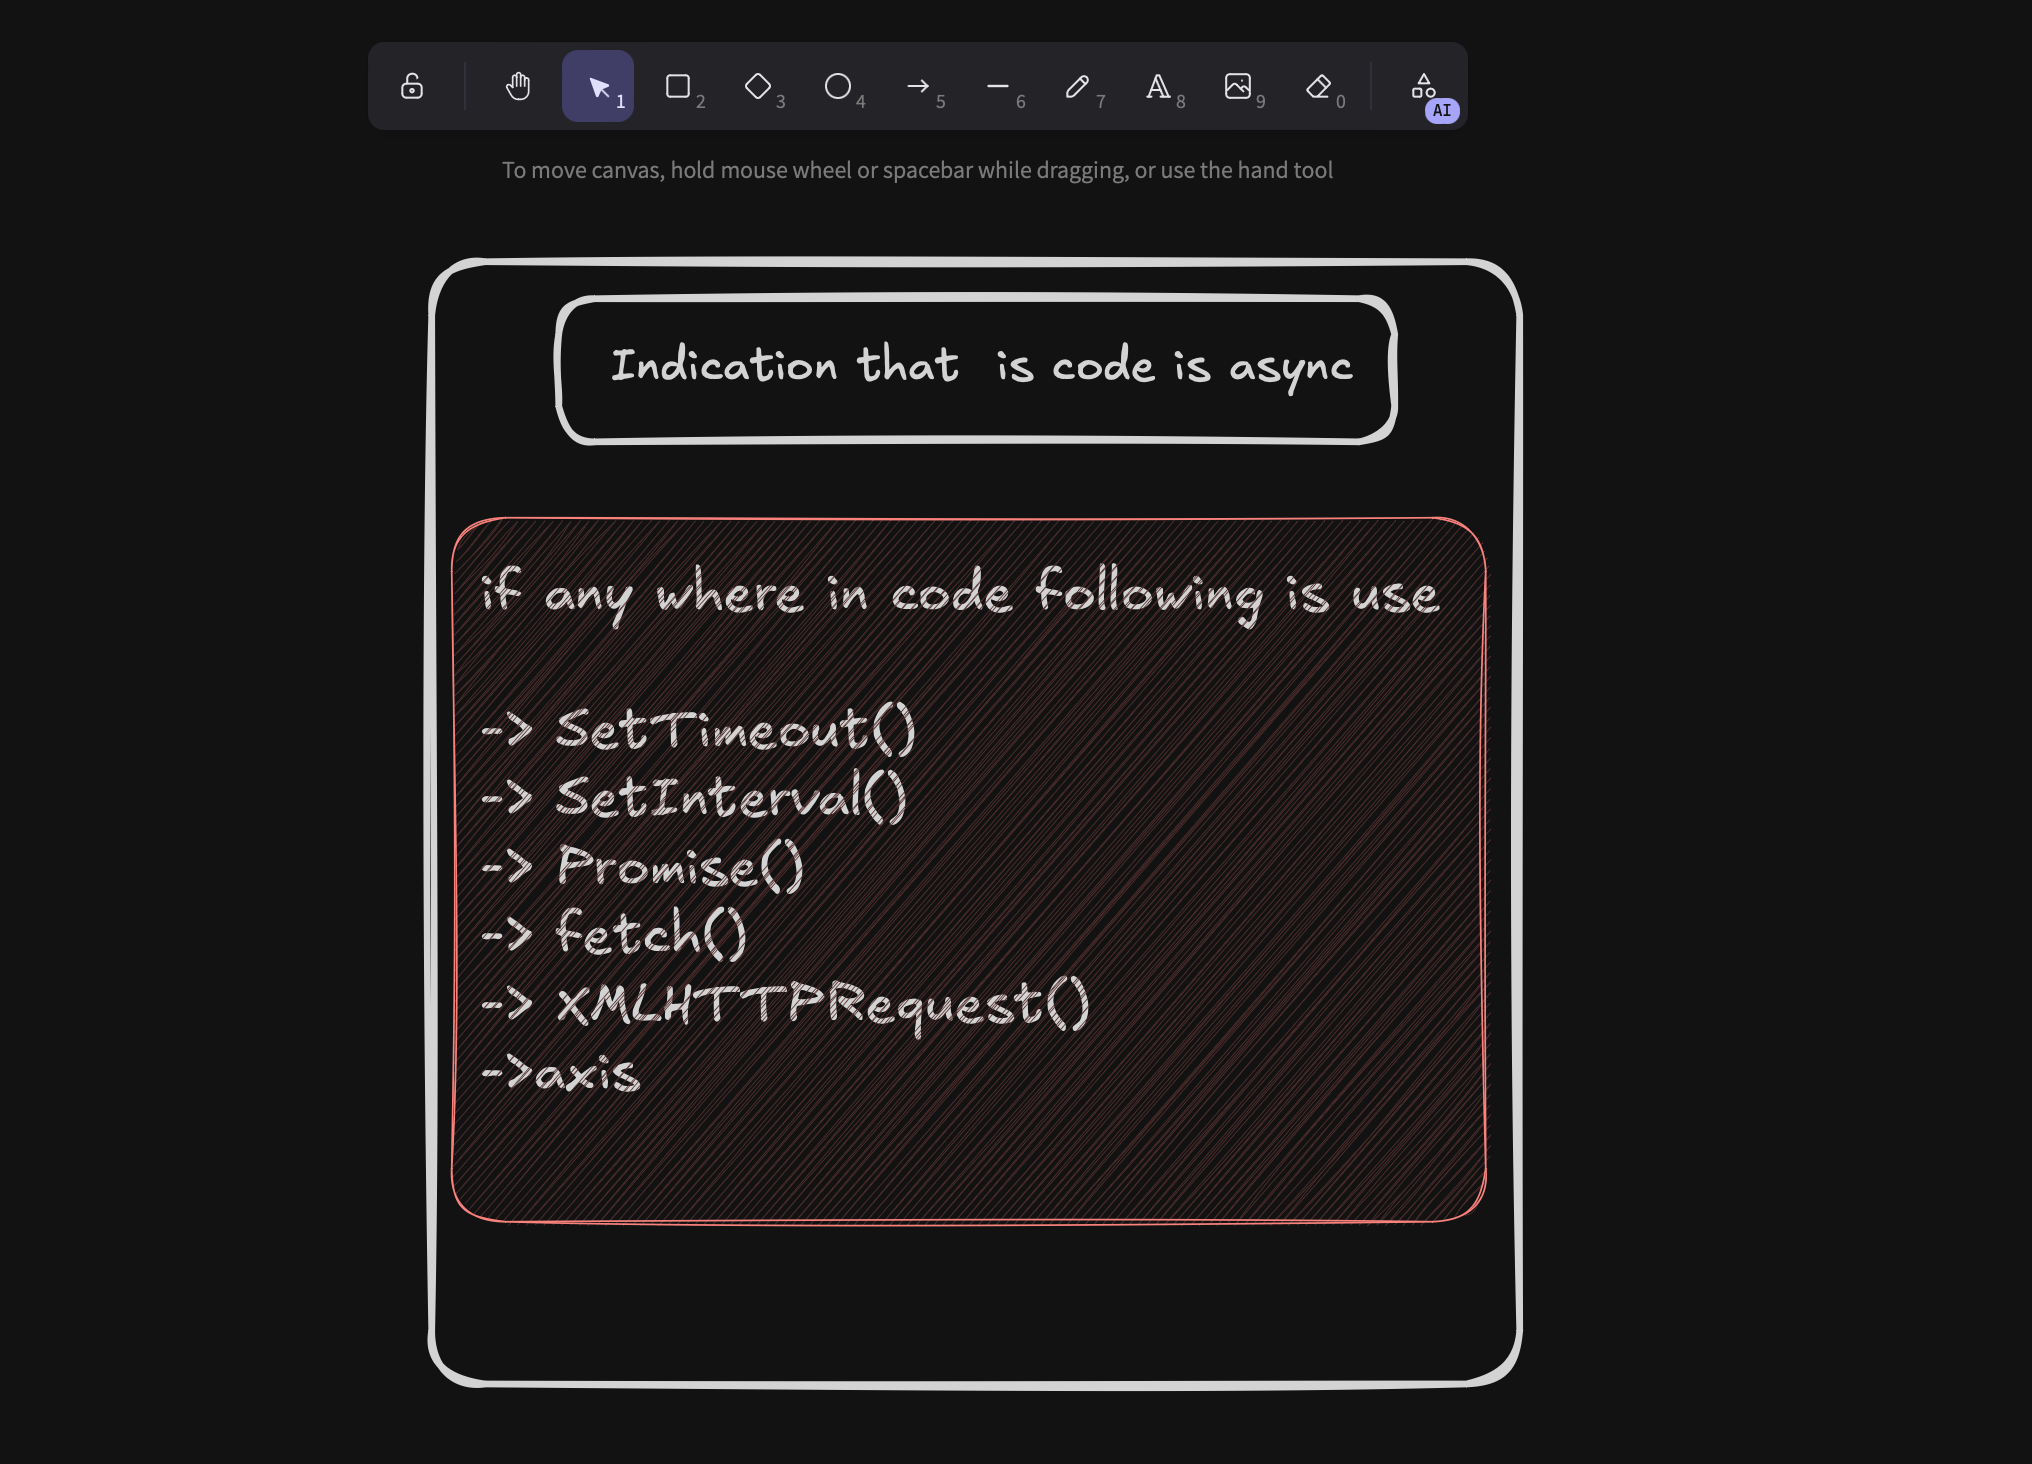 1
2
3
4
5
6
7
8
9
0
AI
To move canvas, hold mouse wheel or spacebar while dragging, or use the hand tool
Indication that is code is async
if any where in code following is use
-> SetTimeout()
-> SetInterval()
-> Promise()
-> fetch()
-> XMLHTTPRequest()
->axis